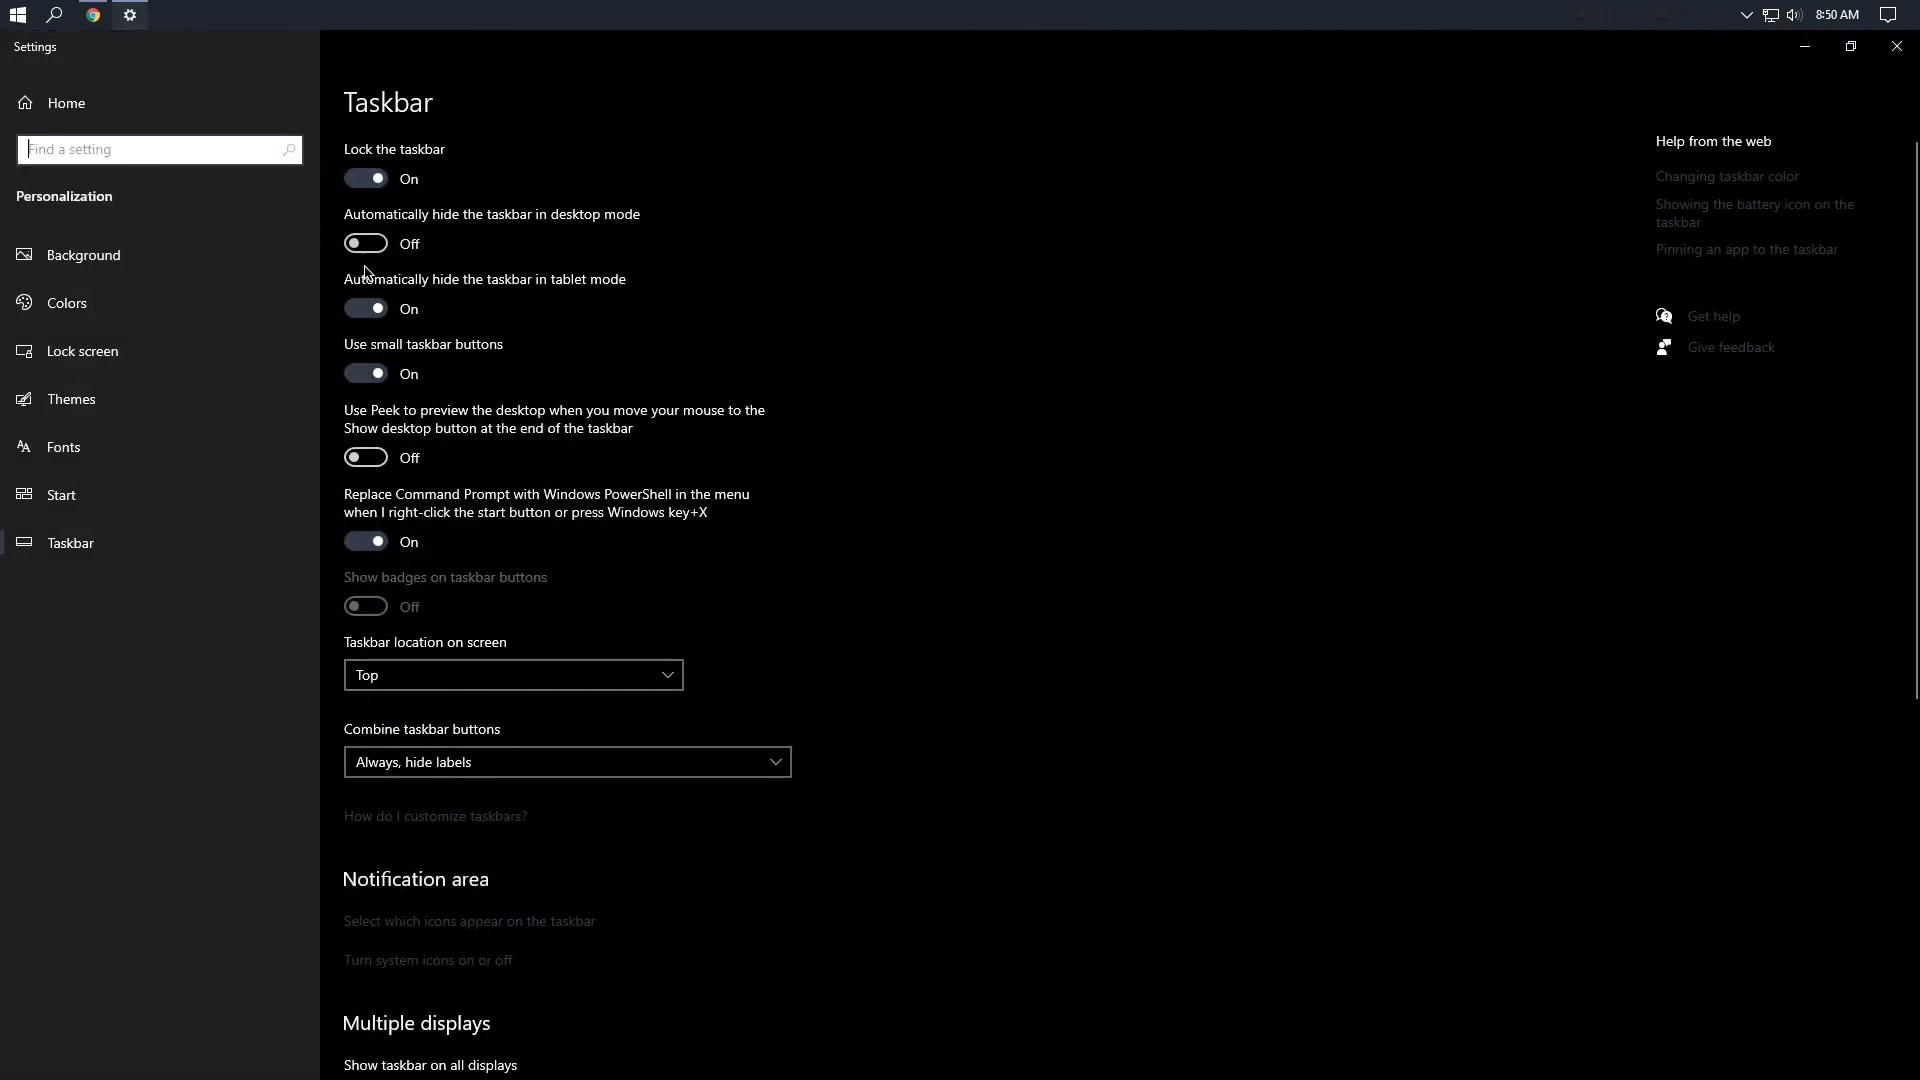 8:50 AM
Settings
Home
Find a setting
Personalization
Background
Colors
Lock screen
Themes
Fonts
Start
Taskbar
Taskbar
Lock the taskbar
On
Automatically hide the taskbar in desktop mode
Off
Automatically hide the taskbar in tablet mode
On
Use small taskbar buttons
On
Use Peek to preview the desktop when you move your mouse to the
Show desktop button at the end of the taskbar
Off
Replace Command Prompt with Windows PowerShell in the menu
when I right-click the start button or press Windows key+X
On
Show badges on taskbar buttons
Off
Taskbar location on screen
Top
Combine taskbar buttons
Always, hide labels
How do I customize taskbars?
Notification area
Select which icons appear on the taskbar
Turn system icons on or off
Multiple displays
Show taskbar on all displays
Help from the web
Changing taskbar color
Showing the battery icon on the
taskbar
Pinning an app to the taskbar
Get help
Give feedback